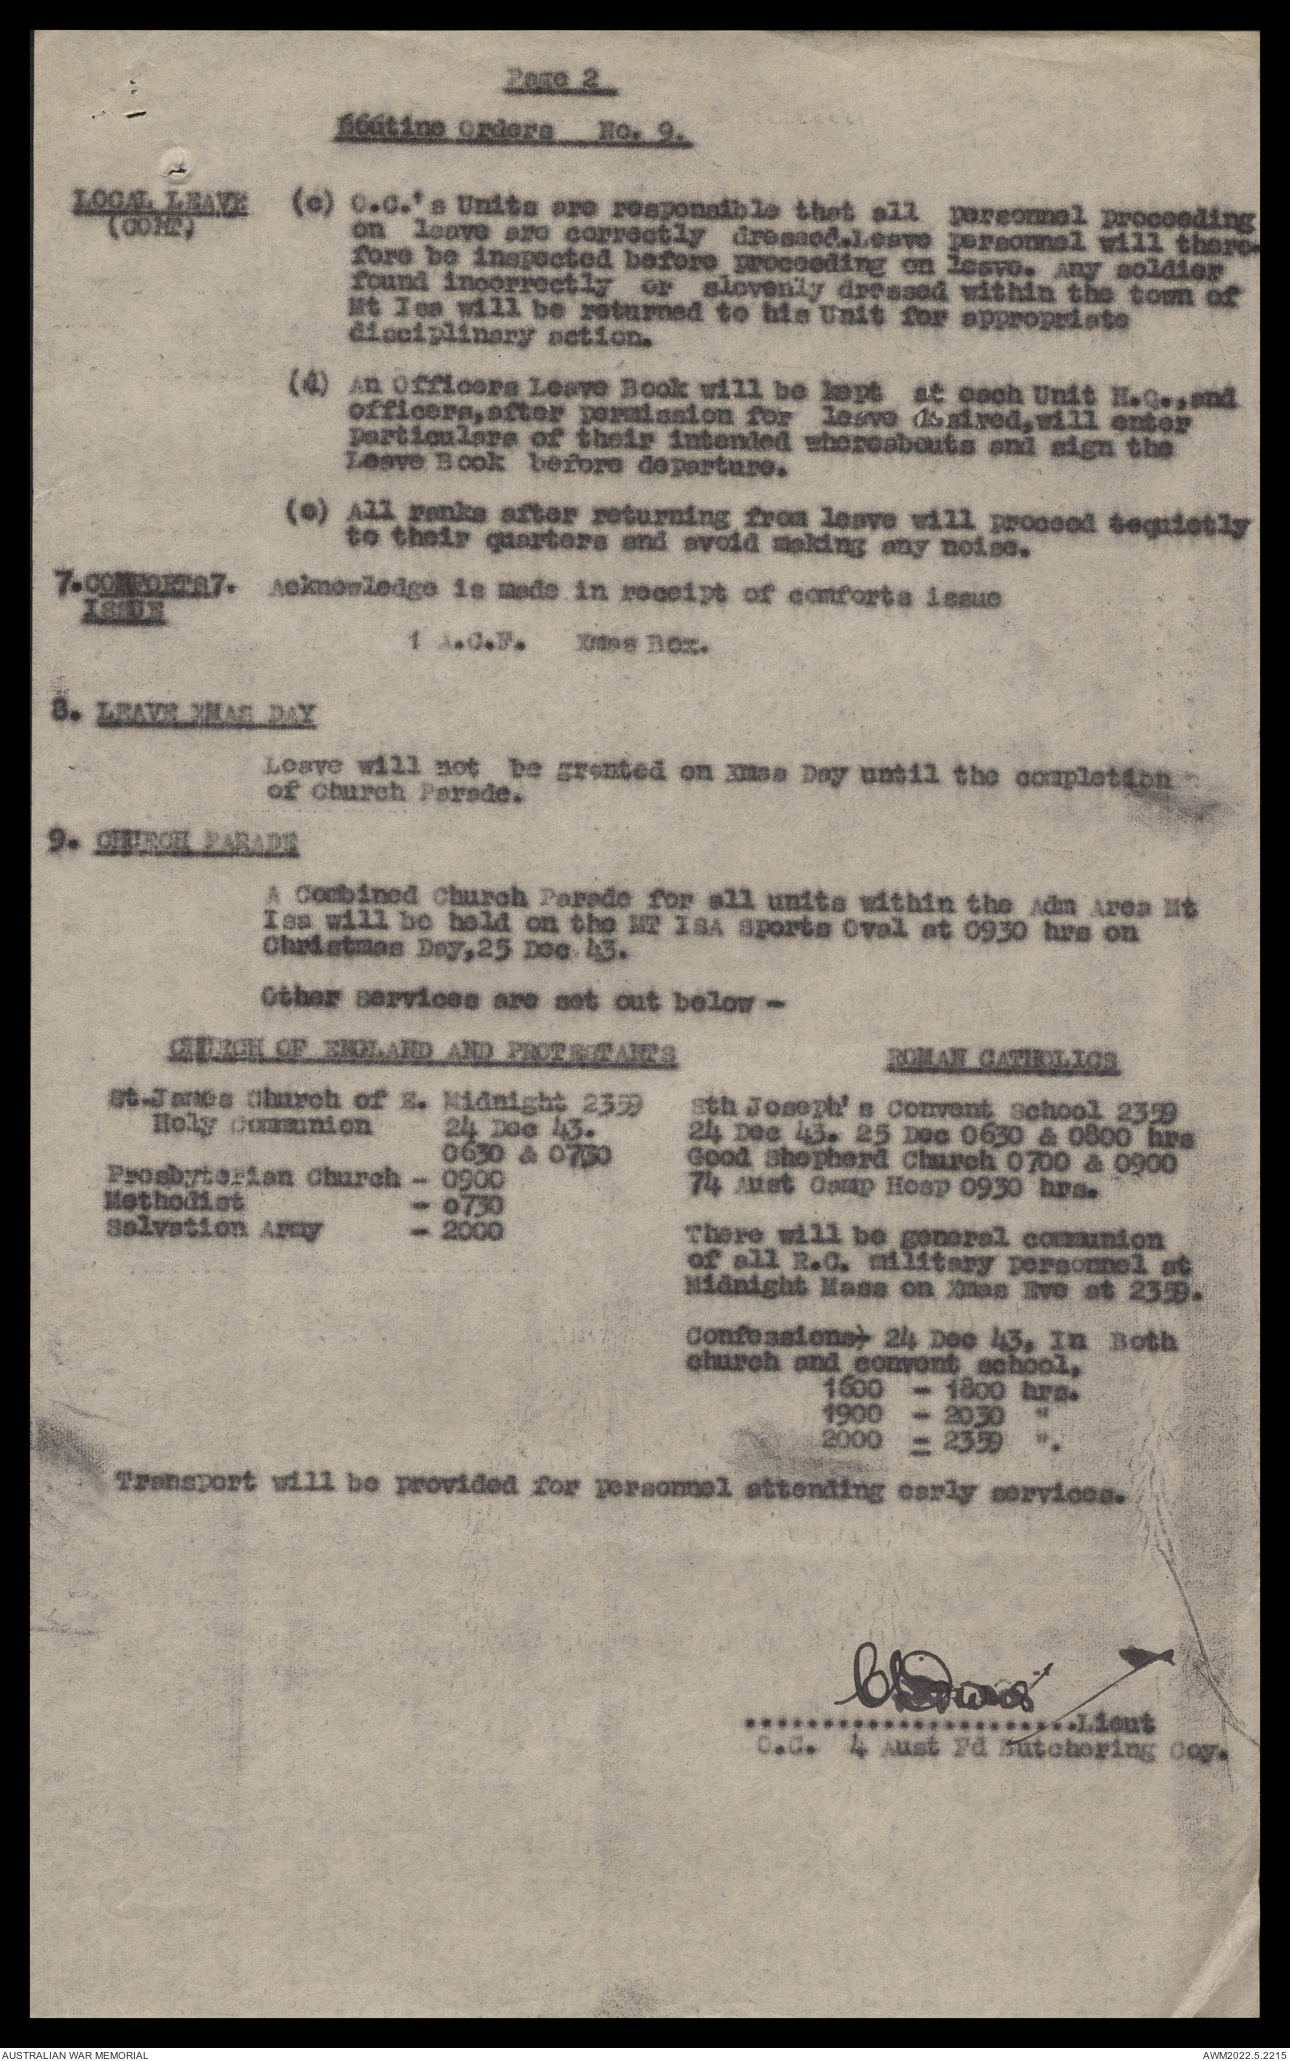 Page 2
Routine Orders No. 9.
LOCAL LEAVE (c) O.C.'s Units are responsible that all personnel proceeding
(CONT) on leave are correctly dressed.Leave personnel will there-
fore be inspected before proceeding on leave. Any soldier
found incorrectly or slovenly dressed within the town of
Mt Isa will be returned to his Unit for appropriate
disciplinary action.
(d) An Officers Leave Book will be kept at each Unit H.Q.,and
officers,after permission for leave desired,will enter
particulars of their intended whereabouts and sign the
Leave Book before departure.
(e) All ranks after returning from leave will proceed quietly
to their quarters and avoid making any noise.
7.COMFORTS7. Acknowledge is made in receipt of comforts issue
ISSUE
1 A.C.F. Xmas Box.
8. LEAVE XMAS DAY
Leave will not be granted on Xmas Day until the completion
of Church Parade.
9. CHURCH PARADE
A Combined Church Parade for all units within the Adm Area Mt
Isa will be held on the MT ISA Sports Oval at 0930 hrs on
Christmas Day,25 Dec 43.
Other services are set out below -
CHURCH OF ENGLAND AND PROTESTANTS
St.James Church of E. Midnight 2359
Holy Communion 24 Dec 43.
0630 & 0730
Presbyterian Church - 0900
Methodist - 0730
Salvation Army - 2000
ROMAN CATHOLICS
Sth Joseph's Convent School 2359
24 Dec 43. 25 Dec 0630 & 0800 hrs
Good Shepherd Church 0700 & 0900
74 Aust Camp Hosp 0930 hrs.
There will be general communion
of all R.C. military personnel at
Midnight Mass on Xmas Eve at 2359.
Confessions 24 Dec 43, In Both
church and convent school,
1600 - 1800 hrs.
1900 - 2030 "
2000 - 2359 ".
Transport will be provided for personnel attending early services.
......................Lieut
O.C. 4 Aust Fd Butchering Coy.
AUSTRALIAN WAR MEMORIAL
AWM2022.5.2215